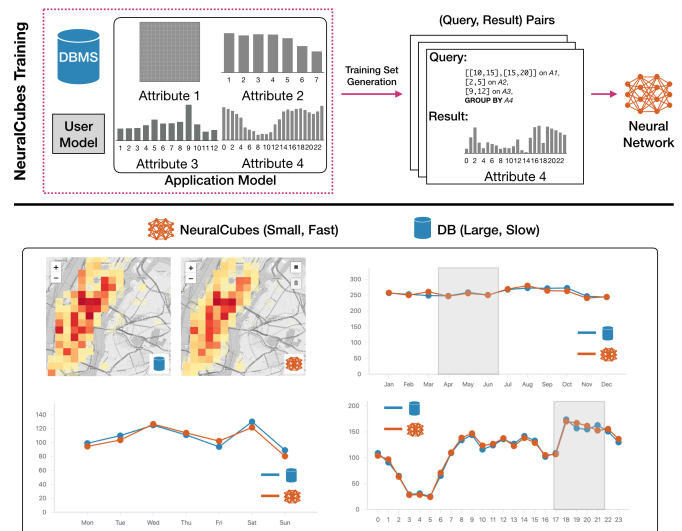 NeuralCubes Training
DBMS
User
Model
Attribute 1
1 2 3 4 5 6 7
Attribute 2
1 2 3 4 5 6 7 8 9 10 11 12
Attribute 3
0 2 4 6 8 10 12 14 16 18 20 22
Attribute 4
Application Model
Training Set
Generation
(Query, Result) Pairs
Query:
[[10,15],[15,20]] on A1,
[2,5] on A2,
[9,12] on A3,
GROUP BY A4
Result:
0 2 4 6 8 10 12 14 16 18 20 22
Attribute 4
Neural
Network
NeuralCubes (Small, Fast)
DB (Large, Slow)
+
−
+
−
300
250
200
150
100
50
0
Jan Feb Mar Apr May Jun Jul Aug Sep Oct Nov Dec
140
120
100
80
60
40
20
0
Mon Tue Wed Thu Fri Sat Sun
200
150
100
50
0
0 1 2 3 4 5 6 7 8 9 10 11 12 13 14 15 16 17 18 19 20 21 22 23